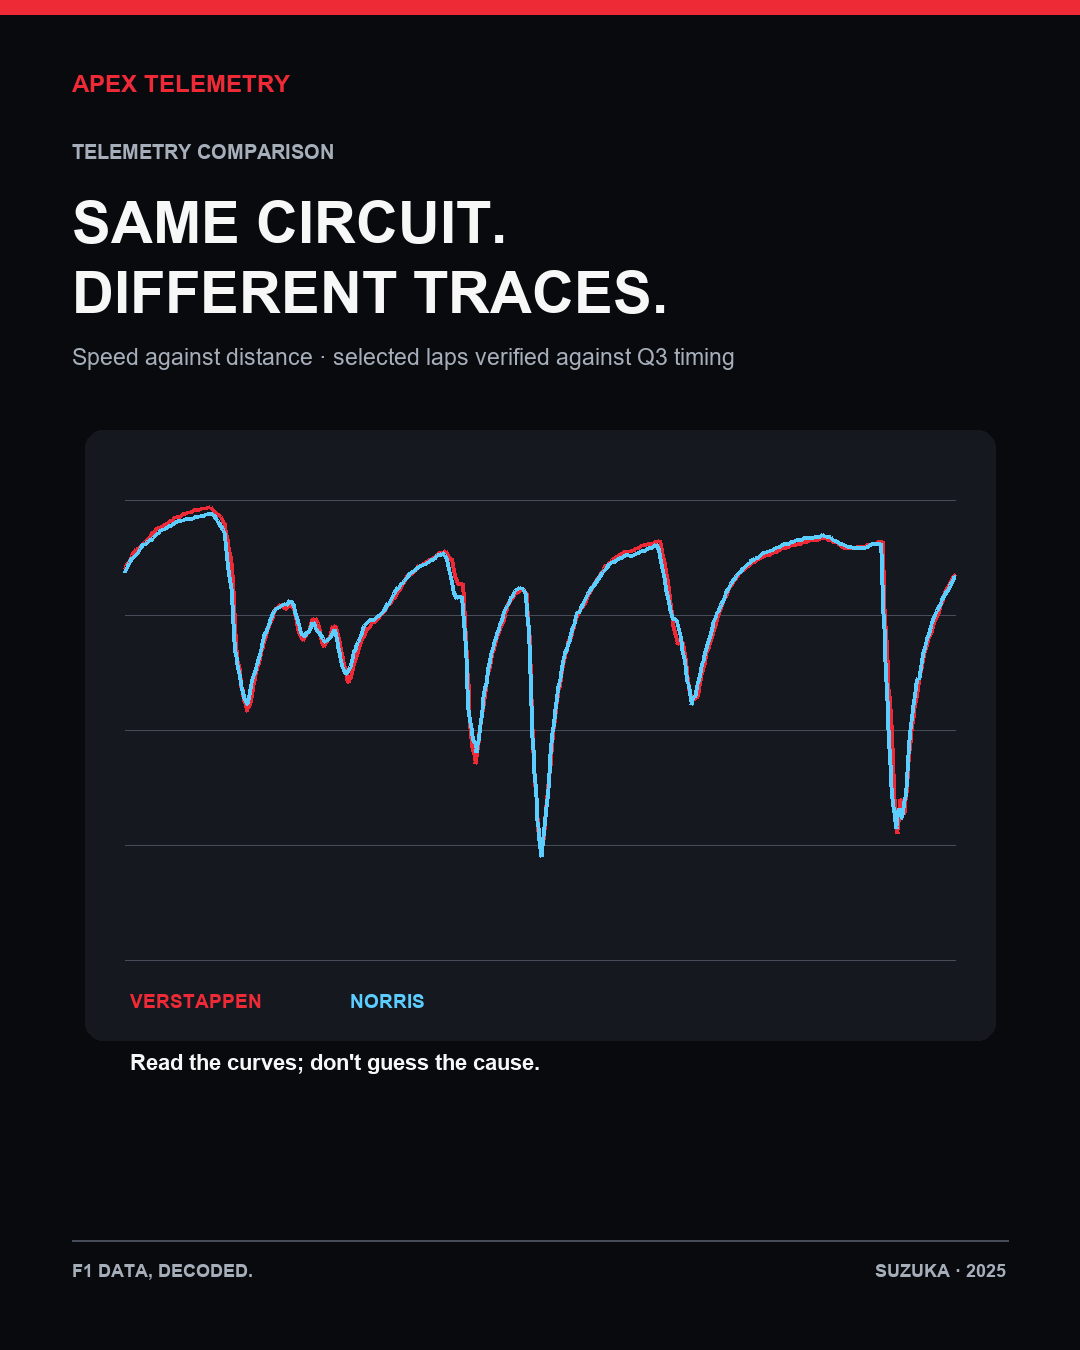 APEX TELEMETRY
TELEMETRY COMPARISON
SAME CIRCUIT.
DIFFERENT TRACES.
Speed against distance · selected laps verified against Q3 timing
VERSTAPPEN
NORRIS
Read the curves; don't guess the cause.
F1 DATA, DECODED.
SUZUKA · 2025